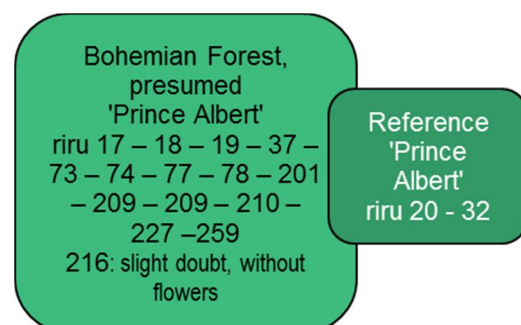 Bohemian Forest,
presumed
'Prince Albert'
riru 17 – 18 – 19 – 37 –
73 – 74 – 77 – 78 – 201
– 209 – 209 – 210 –
227 –259
216: slight doubt, without
flowers
Reference
'Prince
Albert'
riru 20 - 32